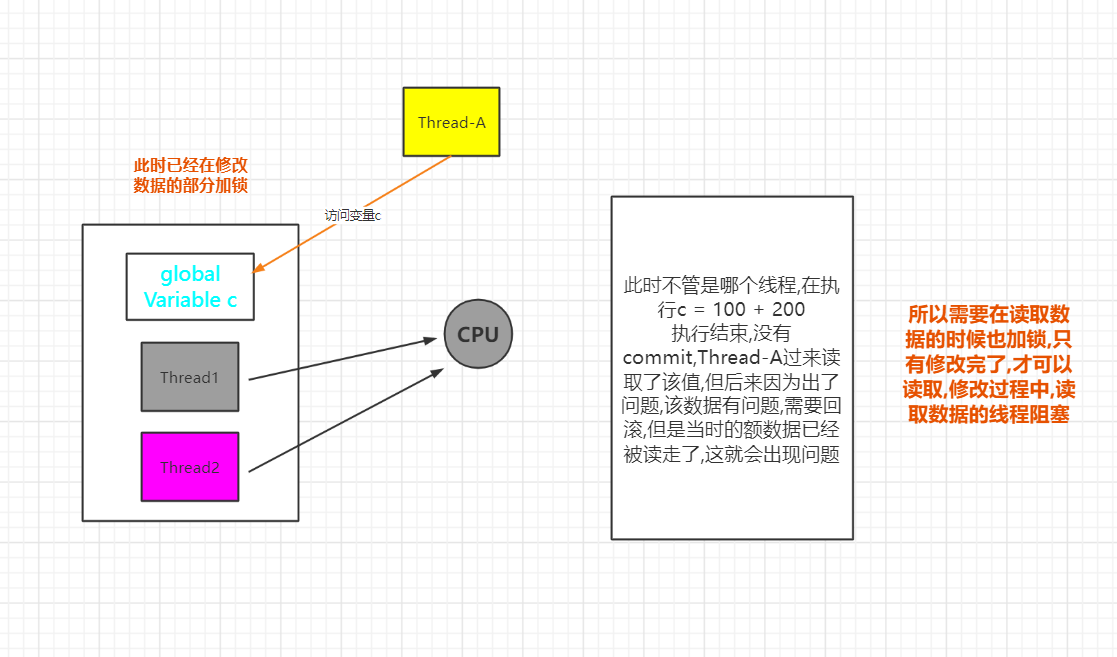 Thread-A
此时已经在修改
数据的部分加锁
访问变量c
global
Variable c
Thread1
Thread2
CPU
此时不管是哪个线程,在执
行c = 100 + 200
执行结束,没有
commit,Thread-A过来读
取了该值,但后来因为出了
问题,该数据有问题,需要回
滚,但是当时的额数据已经
被读走了,这就会出现问题
所以需要在读取数
据的时候也加锁,只
有修改完了,才可以
读取,修改过程中,读
取数据的线程阻塞